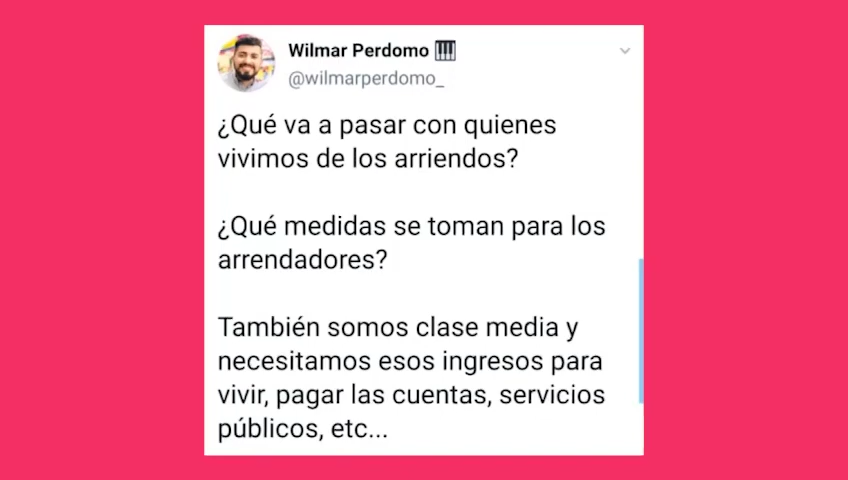 Wilmar Perdomo 🎹
@wilmarperdomo_
¿Qué va a pasar con quienes
vivimos de los arriendos?
¿Qué medidas se toman para los
arrendadores?
También somos clase media y
necesitamos esos ingresos para
vivir, pagar las cuentas, servicios
públicos, etc...